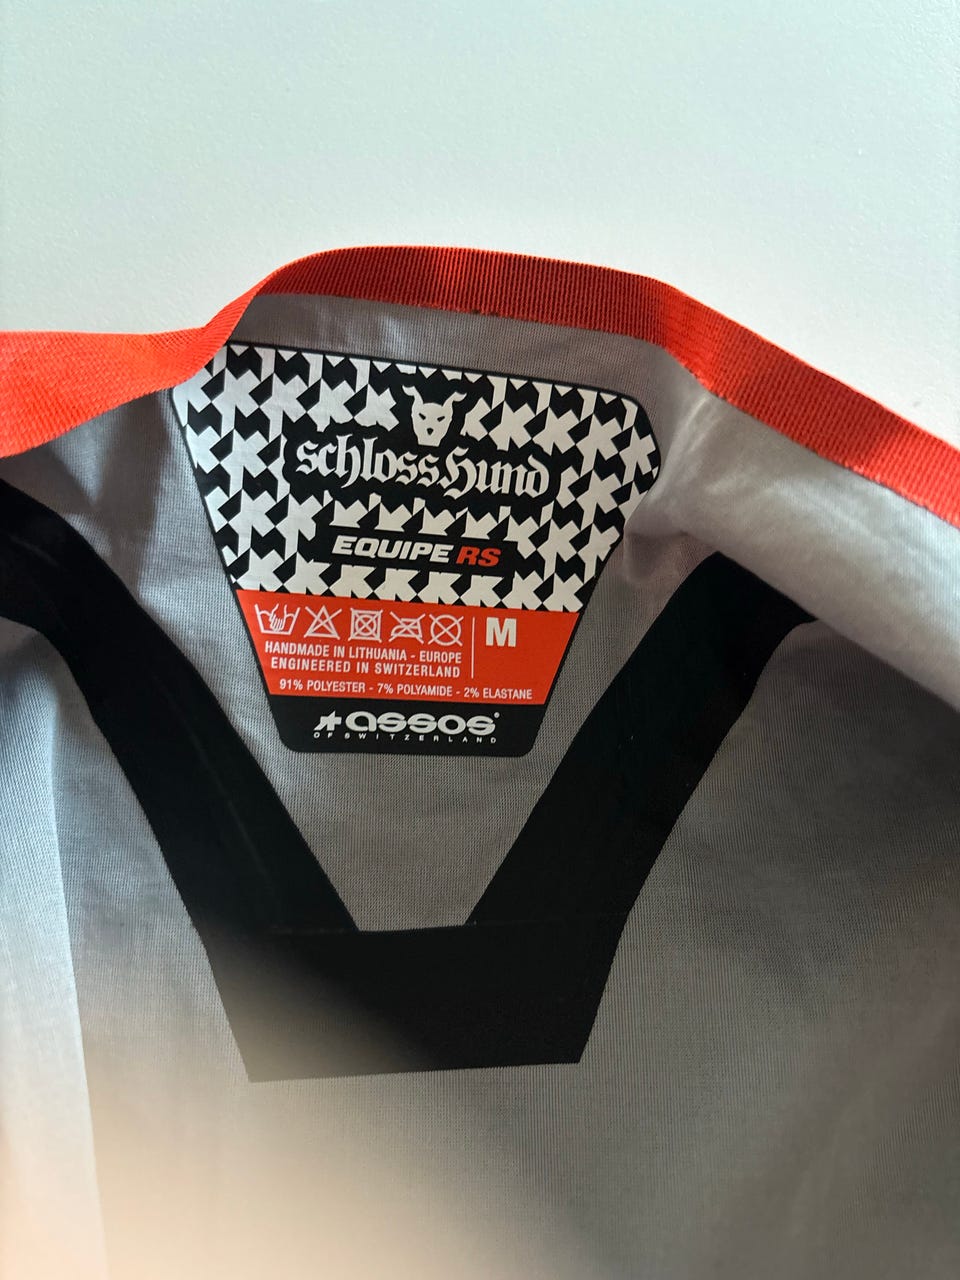 schlossHund
EQUIPE RS
M
HANDMADE IN LITHUANIA - EUROPE
ENGINEERED IN SWITZERLAND
91% POLYESTER - 7% POLYAMIDE - 2% ELASTANE
assos®
OF SWITZERLAND